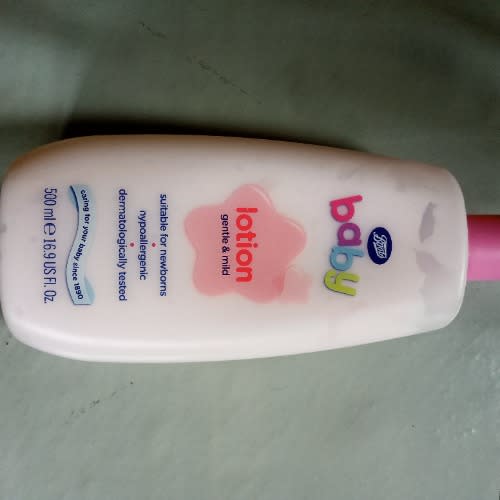 Boots
baby
lotion
gentle & mild
suitable for newborns
hypoallergenic
dermatologically tested
caring for your baby since 1890
500 ml e 16.9 US Fl. Oz.